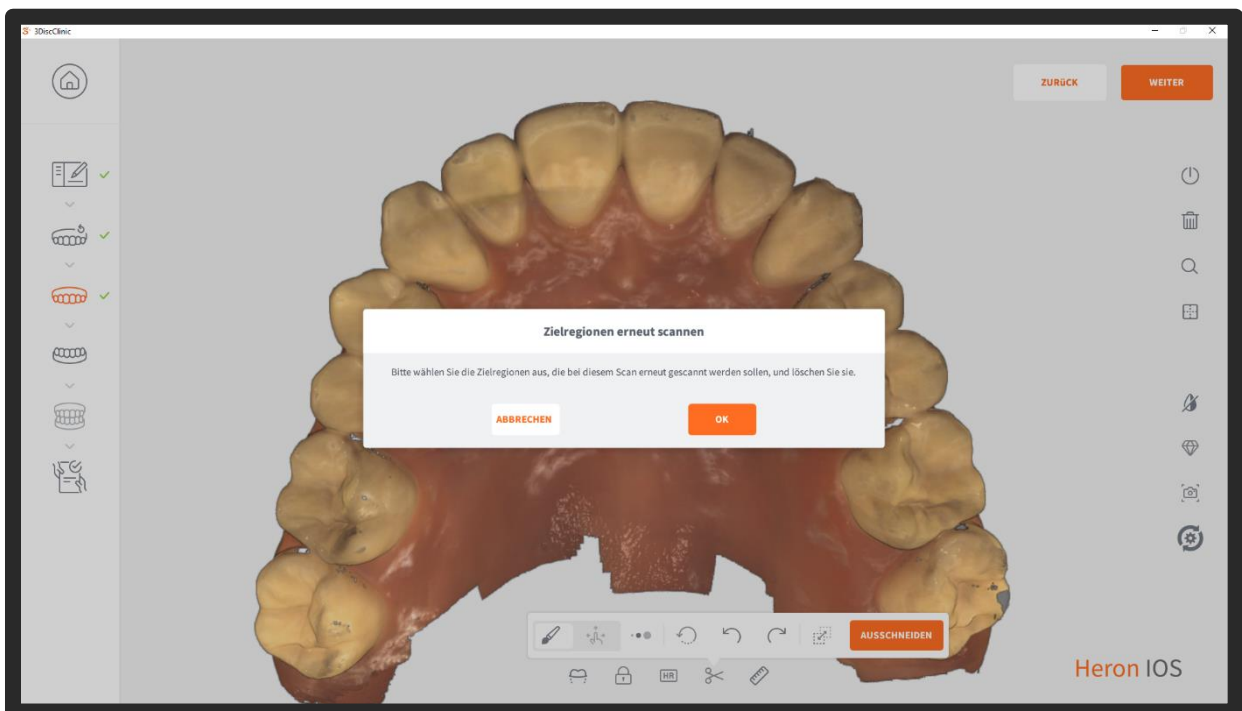 3DiscClinic
ZURüCK
WEITER
Zielregionen erneut scannen
Bitte wählen Sie die Zielregionen aus, die bei diesem Scan erneut gescannt werden sollen, und löschen Sie sie.
ABBRECHEN
OK
AUSSCHNEIDEN
HR
Heron IOS